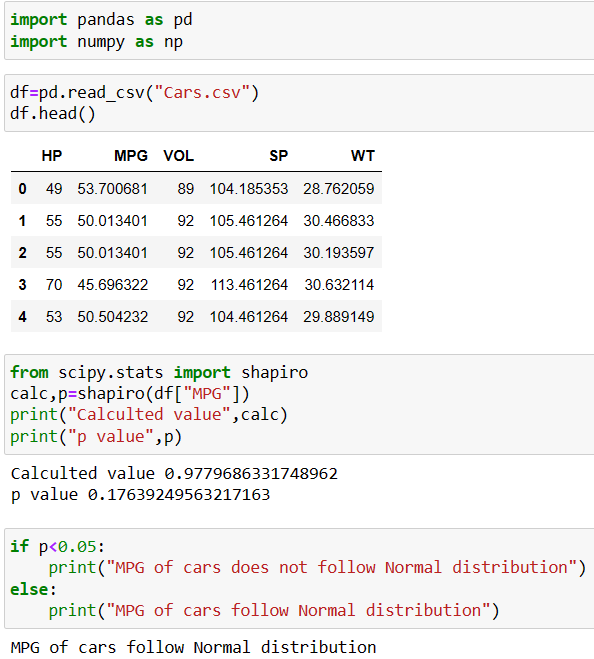 import pandas as pd
import numpy as np
df=pd.read_csv("Cars.csv")
df.head()
HP MPG VOL SP WT
0 49 53.700681 89 104.185353 28.762059
1 55 50.013401 92 105.461264 30.466833
2 55 50.013401 92 105.461264 30.193597
3 70 45.696322 92 113.461264 30.632114
4 53 50.504232 92 104.461264 29.889149
from scipy.stats import shapiro
calc,p=shapiro(df["MPG"])
print("Calculted value",calc)
print("p value",p)
Calculted value 0.9779686331748962
p value 0.17639249563217163
if p<0.05:
    print("MPG of cars does not follow Normal distribution")
else:
    print("MPG of cars follow Normal distribution")
MPG of cars follow Normal distribution